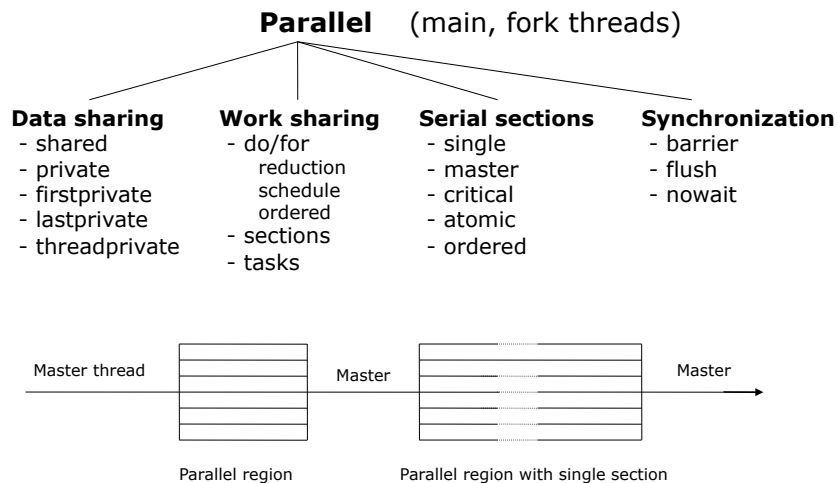 Parallel (main, fork threads)
Data sharing
- shared
- private
- firstprivate
- lastprivate
- threadprivate
Work sharing
- do/for
reduction
schedule
ordered
- sections
- tasks
Serial sections
- single
- master
- critical
- atomic
- ordered
Synchronization
- barrier
- flush
- nowait
Master thread
Master
Master
Parallel region
Parallel region with single section